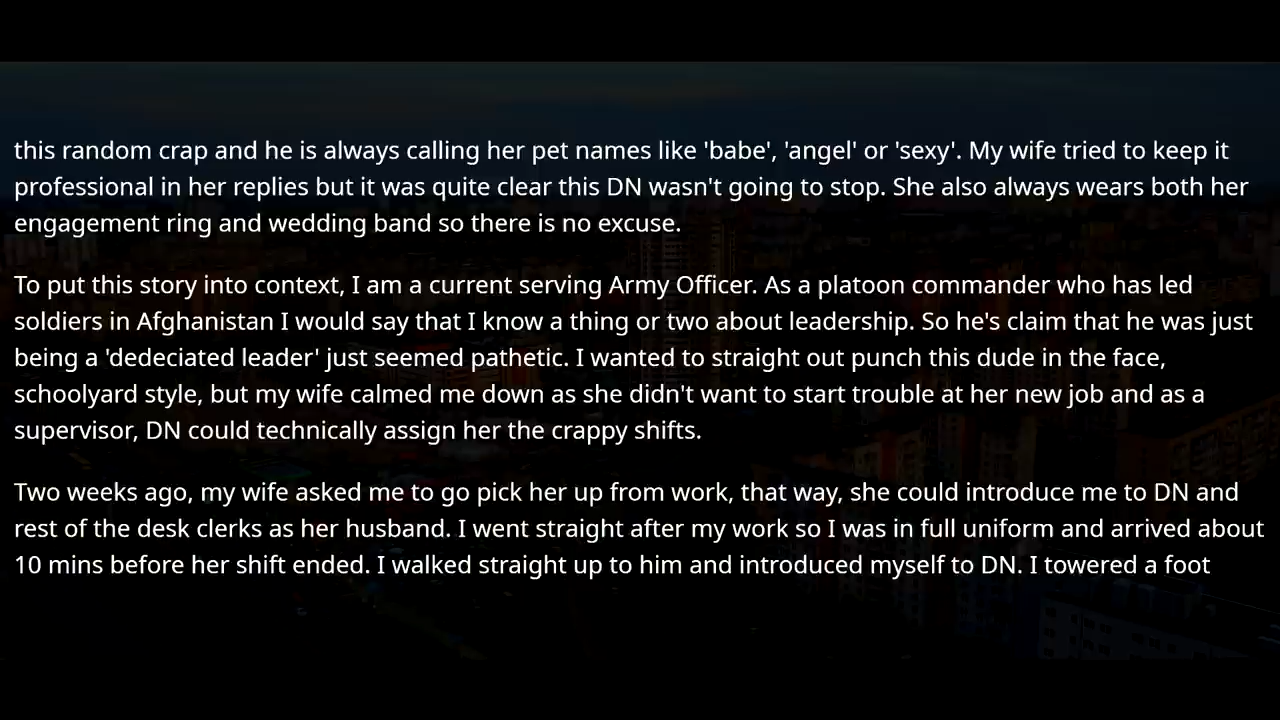 this random crap and he is always calling her pet names like 'babe', 'angel' or 'sexy'. My wife tried to keep it
professional in her replies but it was quite clear this DN wasn't going to stop. She also always wears both her
engagement ring and wedding band so there is no excuse.
To put this story into context, I am a current serving Army Officer. As a platoon commander who has led
soldiers in Afghanistan I would say that I know a thing or two about leadership. So he's claim that he was just
being a 'dedeciated leader' just seemed pathetic. I wanted to straight out punch this dude in the face,
schoolyard style, but my wife calmed me down as she didn't want to start trouble at her new job and as a
supervisor, DN could technically assign her the crappy shifts.
Two weeks ago, my wife asked me to go pick her up from work, that way, she could introduce me to DN and
rest of the desk clerks as her husband. I went straight after my work so I was in full uniform and arrived about
10 mins before her shift ended. I walked straight up to him and introduced myself to DN. I towered a foot